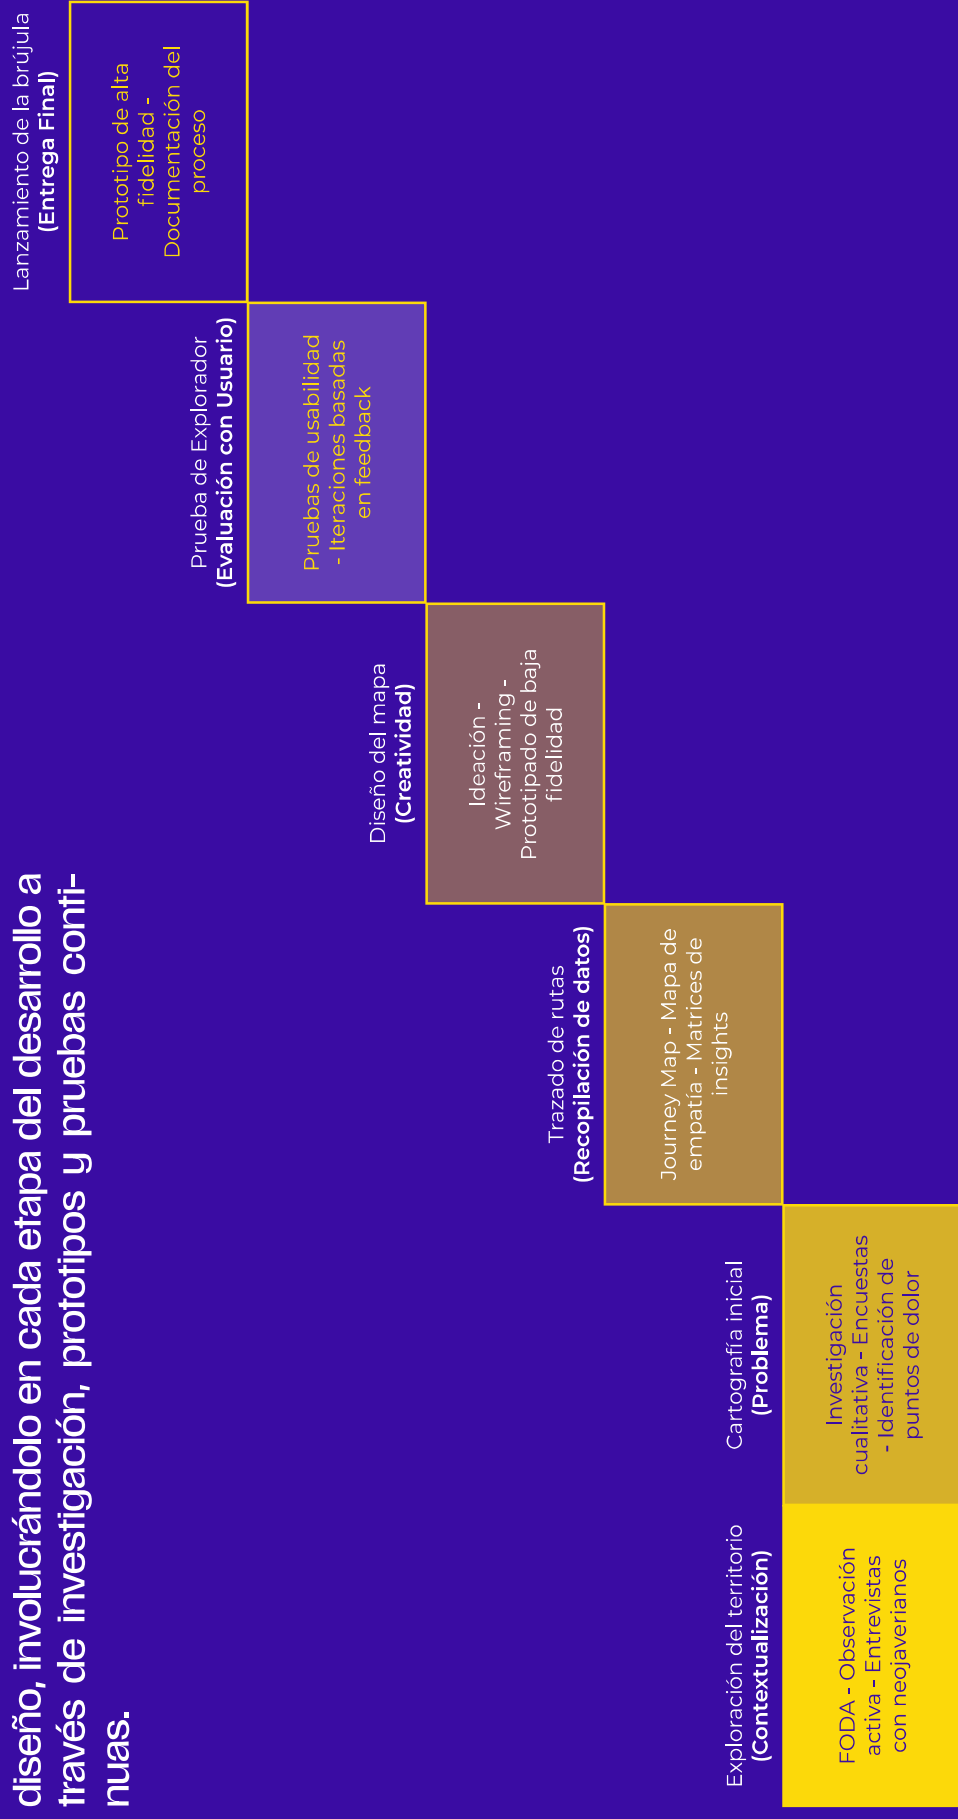 diseño, involucrándolo en cada etapa del desarrollo a
través de investigación, prototipos y pruebas conti-
nuas.
Exploración del territorio
(Contextualización)
FODA - Observación
activa - Entrevistas
con neojaverianos
Cartografía inicial
(Problema)
Investigación
cualitativa - Encuestas
- Identificación de
puntos de dolor
Trazado de rutas
(Recopilación de datos)
Journey Map - Mapa de
empatía - Matrices de
insights
Diseño del mapa
(Creatividad)
Ideación -
Wireframing -
Prototipado de baja
fidelidad
Prueba de Explorador
(Evaluación con Usuario)
Pruebas de usabilidad
- Iteraciones basadas
en feedback
Lanzamiento de la brújula
(Entrega Final)
Prototipo de alta
fidelidad -
Documentación del
proceso